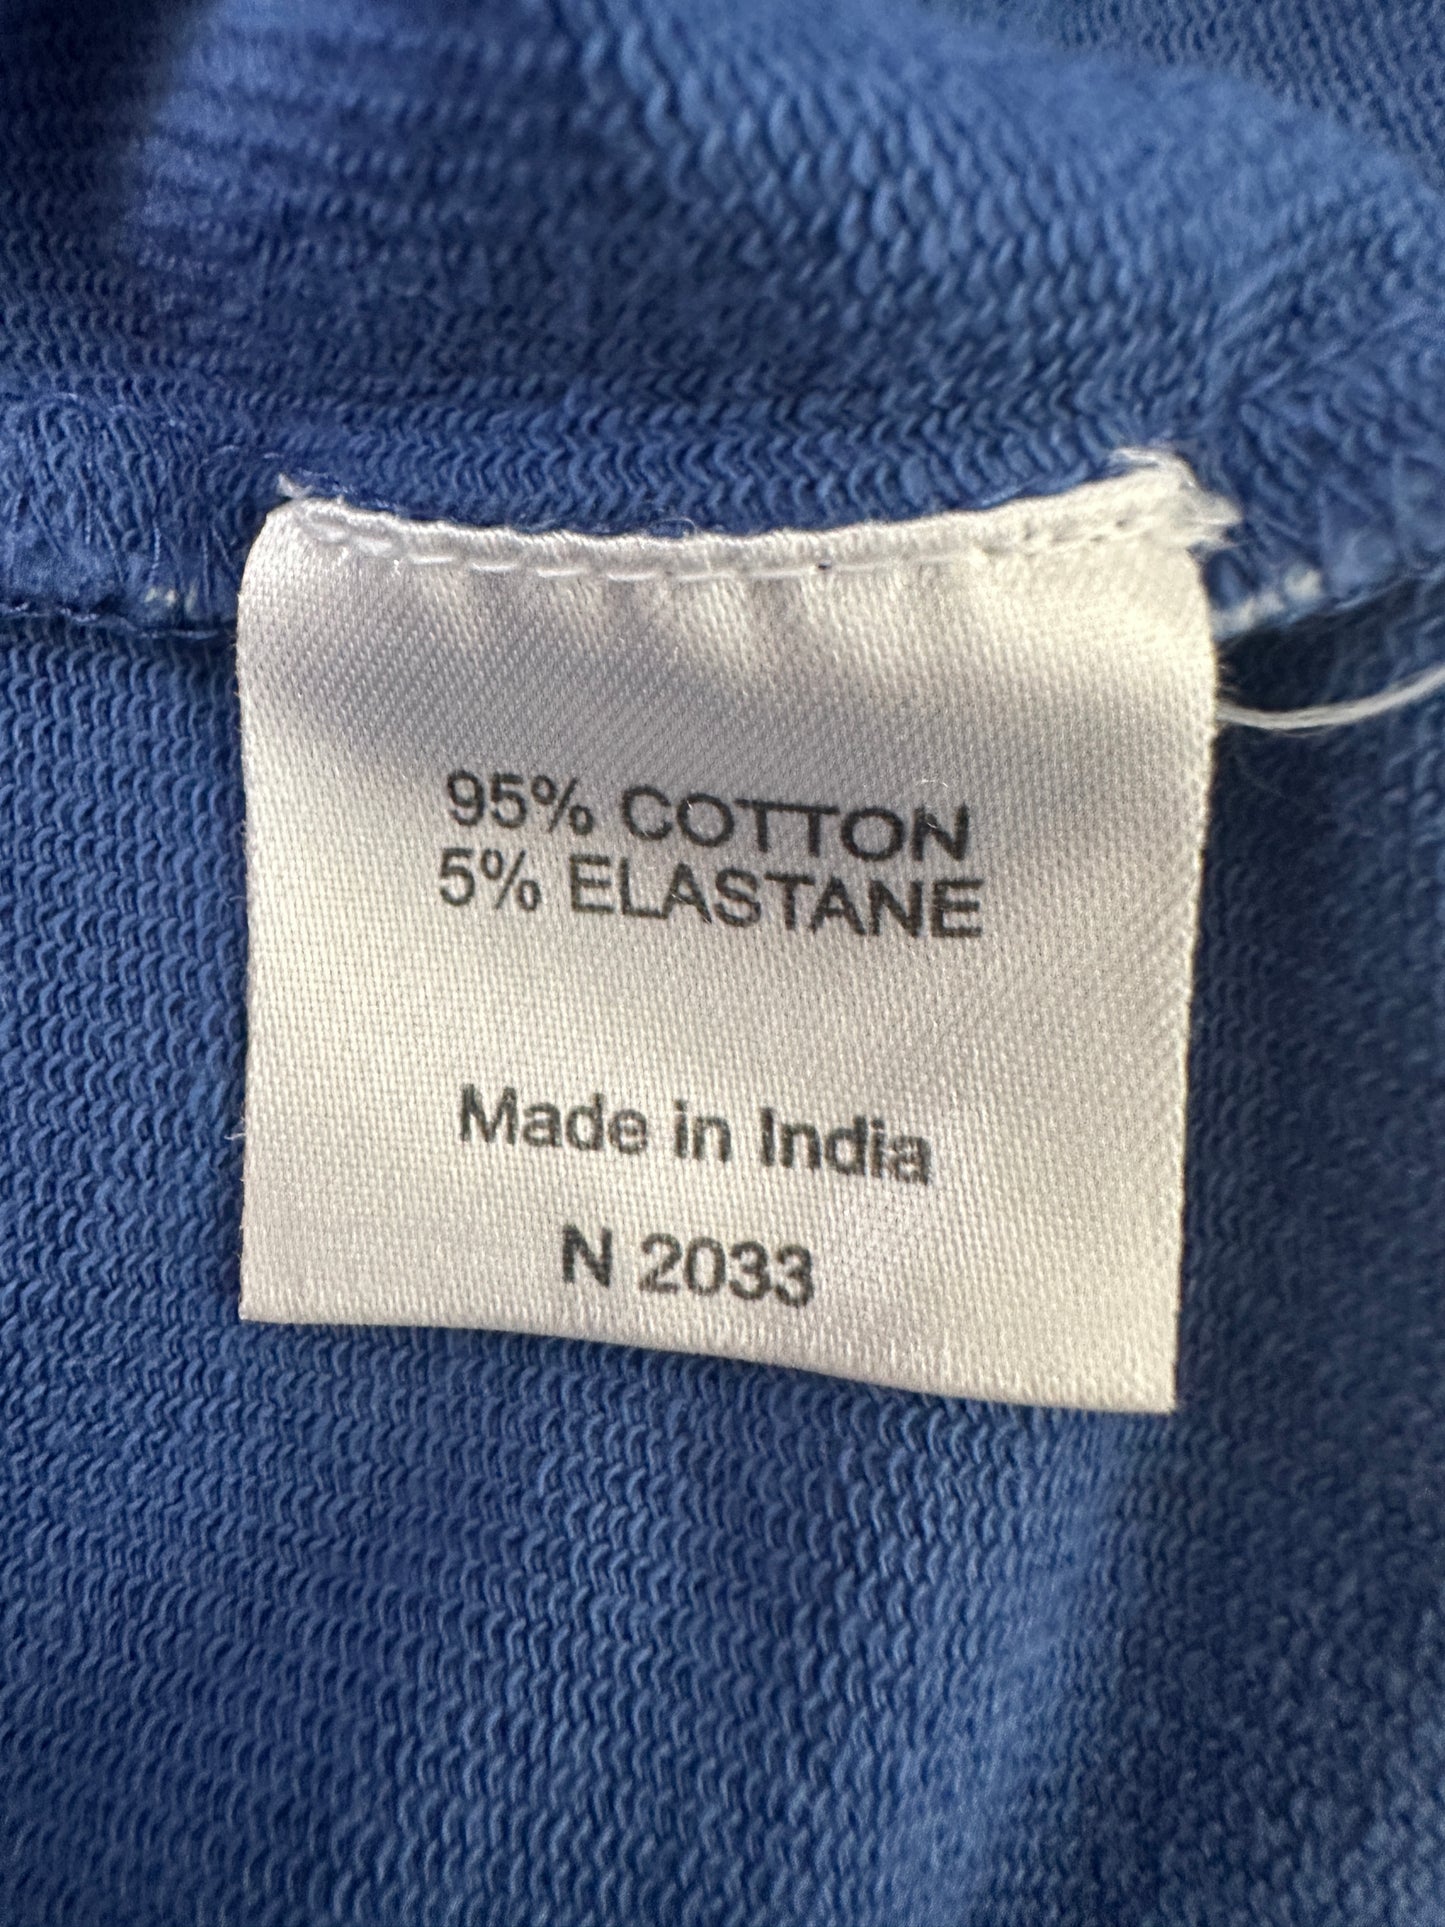 95% COTTON
5% ELASTANE
Made in India
N 2033